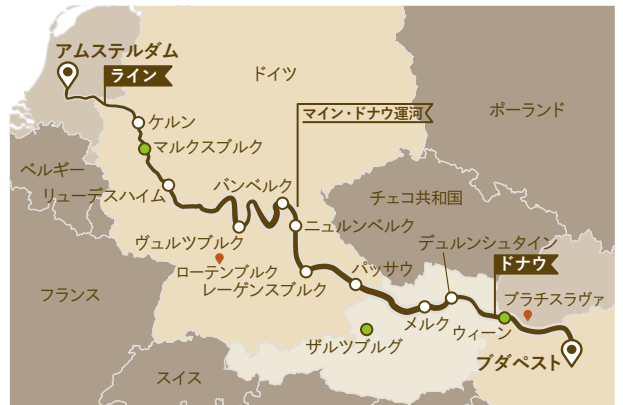 アムステルダム
ライン
ドイツ
ケルン
マイン・ドナウ運河
ポーランド
マルクスブルク
ベルギー
リューデスハイム
バンベルク
チェコ共和国
ニュルンベルク
ヴュルツブルク
デュルンシュタイン
ローテンブルク
パッサウ
ドナウ
レーゲンスブルク
フランス
ブラチスラヴァ
メルク
ウィーン
ザルツブルグ
ブダペスト
スイス